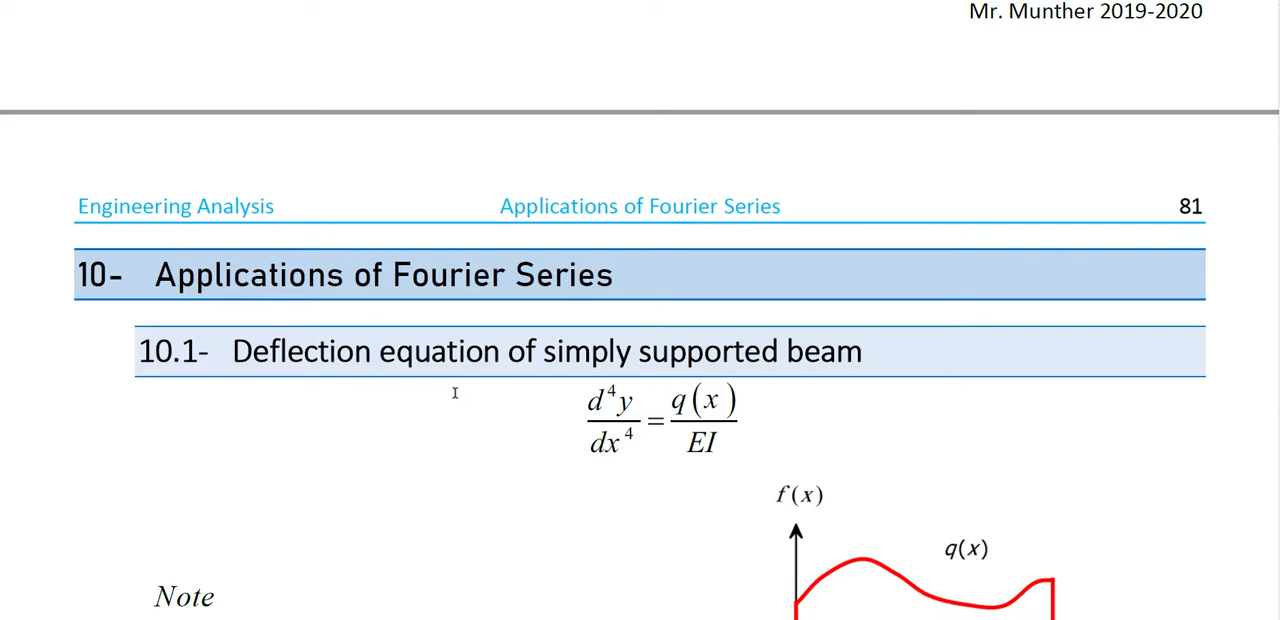 Mr. Munther 2019-2020
Engineering Analysis Applications of Fourier Series 81
10- Applications of Fourier Series
10.1- Deflection equation of simply supported beam
d⁴y/dx⁴ = q(x)/EI
f(x)
q(x)
Note